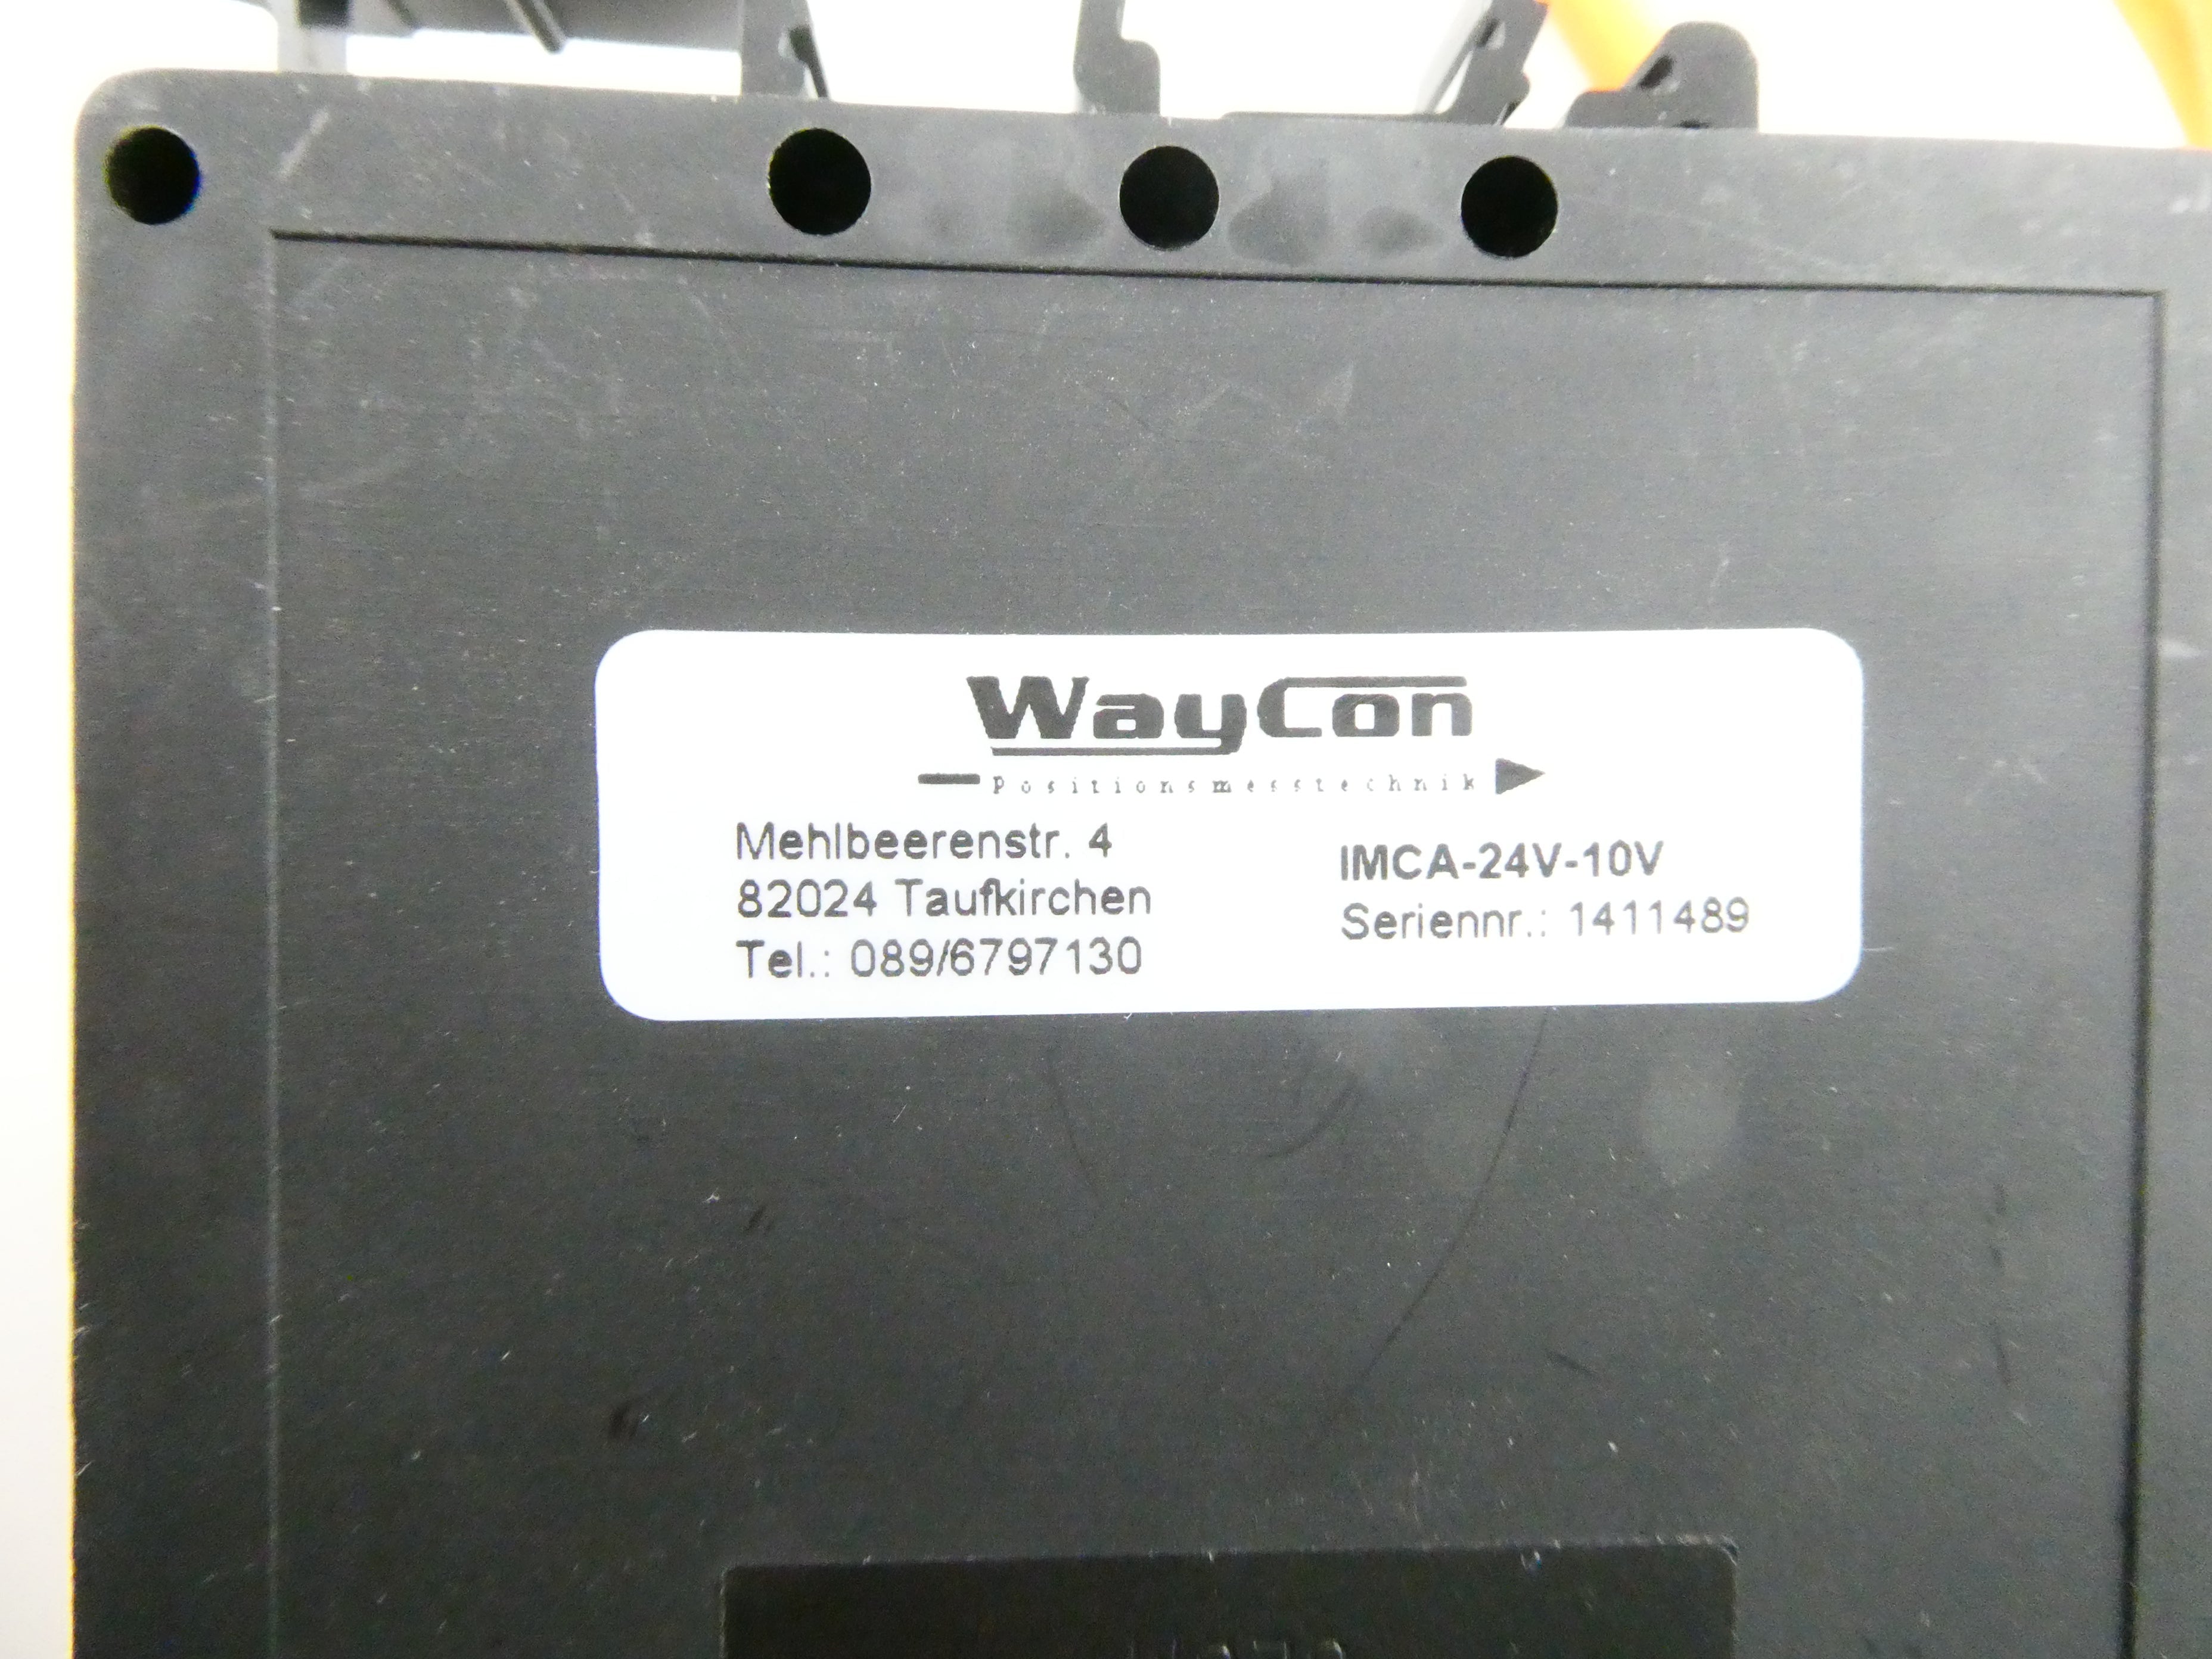 WayCon
Positionsmesstechnik
Mehlbeerenstr. 4
82024 Taufkirchen
Tel.: 089/6797130
IMCA-24V-10V
Seriennr.: 1411489